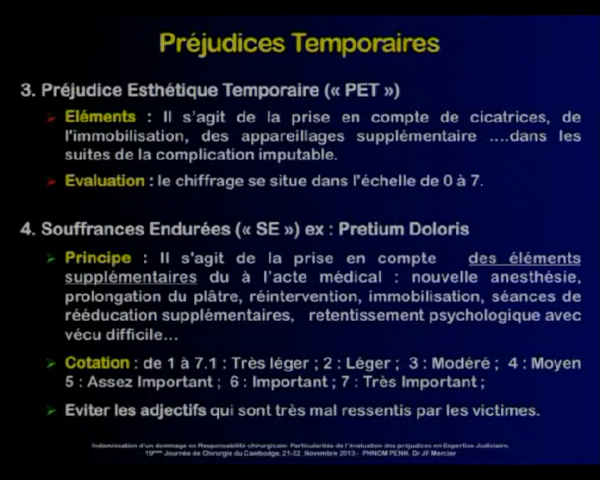 Préjudices Temporaires
3. Préjudice Esthétique Temporaire (« PET »)
Eléments : Il s'agit de la prise en compte de cicatrices, de
l'immobilisation, des appareillages supplémentaire ....dans les
suites de la complication imputable.
Evaluation : le chiffrage se situe dans l'échelle de 0 à 7.
4. Souffrances Endurées (« SE ») ex : Pretium Doloris
Principe : Il s'agit de la prise en compte des éléments
supplémentaires du à l'acte médical : nouvelle anesthésie,
prolongation du plâtre, réintervention, immobilisation, séances de
rééducation supplémentaires, retentissement psychologique avec
vécu difficile...
Cotation : de 1 à 7.1 : Très léger ; 2 : Léger ; 3 : Modéré ; 4 : Moyen
5 : Assez Important ; 6 : Important ; 7 : Très Important ;
Eviter les adjectifs qui sont très mal ressentis par les victimes.
Indemnisation d'un dommage en Responsabilité chirurgicale: Particularités de l'évaluation des préjudices en Expertise Judiciaire.
19ème Journée de Chirurgie du Cambodge. 21-22 Novembre 2013 - PHNOM PENH. Dr JF Mercier